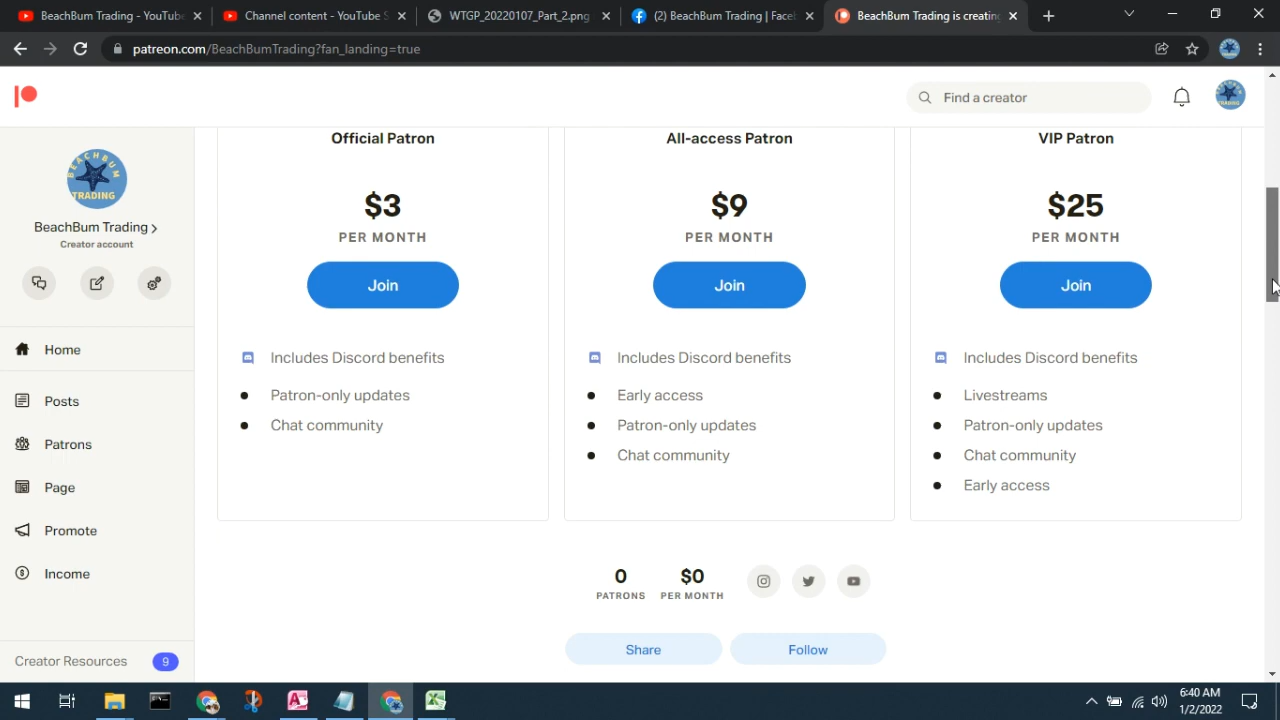 BeachBum Trading - YouTube
Channel content - YouTube S
WTGP_20220107_Part_2.png
(2) BeachBum Trading | Faceb
BeachBum Trading is creating
patreon.com/BeachBumTrading?fan_landing=true
Find a creator
BEACHBUM
TRADING
BeachBum Trading
Creator account
Home
Posts
Patrons
Page
Promote
Income
Creator Resources
9
Official Patron
$3
PER MONTH
Join
Includes Discord benefits
Patron-only updates
Chat community
All-access Patron
$9
PER MONTH
Join
Includes Discord benefits
Early access
Patron-only updates
Chat community
VIP Patron
$25
PER MONTH
Join
Includes Discord benefits
Livestreams
Patron-only updates
Chat community
Early access
0
PATRONS
$0
PER MONTH
Share
Follow
6:40 AM
1/2/2022